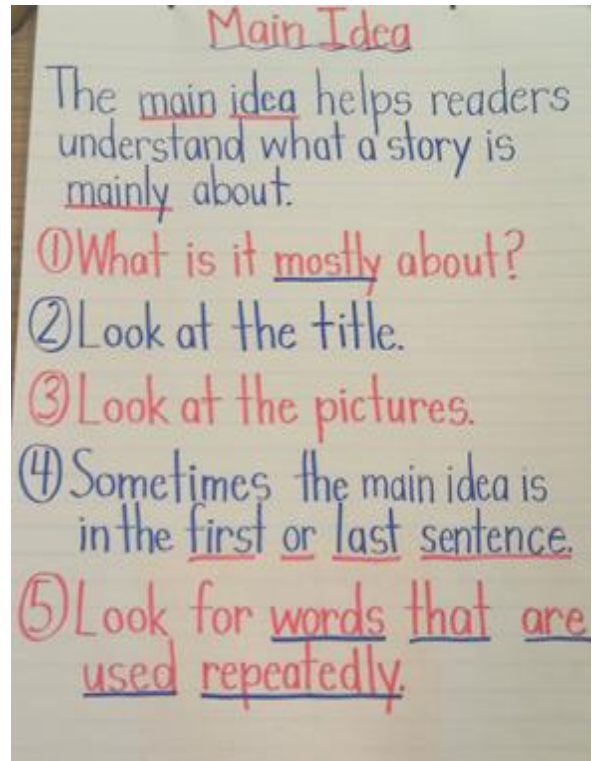 Main Idea
The main idea helps readers
understand what a story is
mainly about.
①What is it mostly about?
②Look at the title.
③Look at the pictures.
④Sometimes the main idea is
in the first or last sentence.
⑤Look for words that are
used repeatedly.